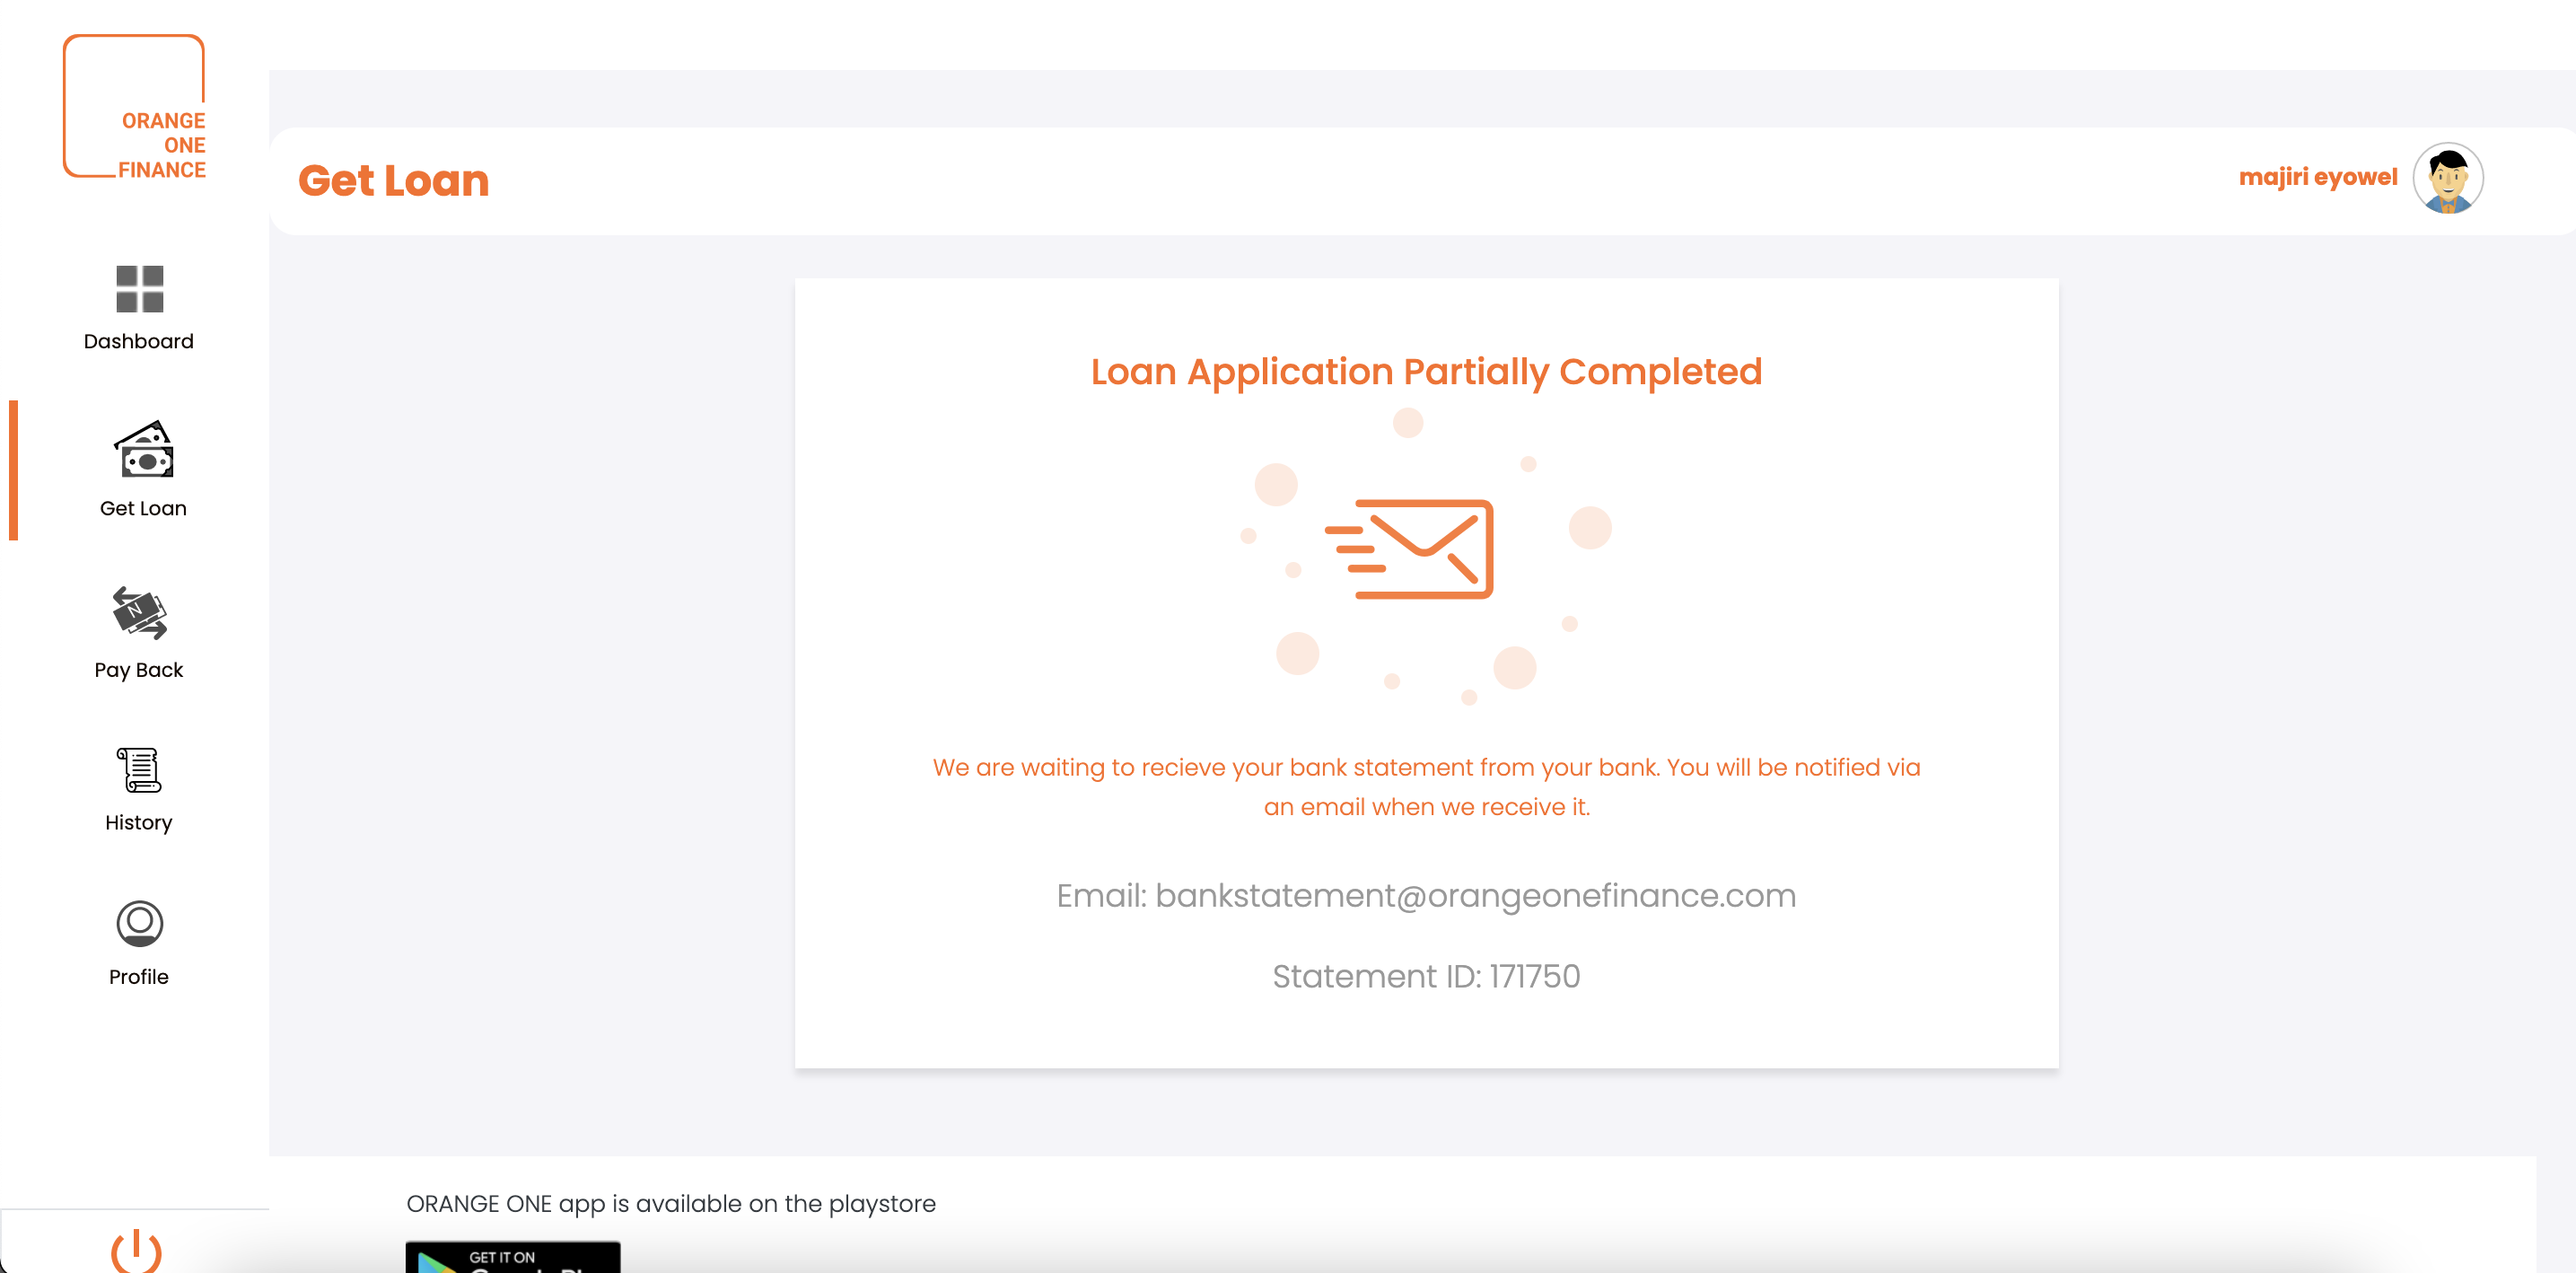 ORANGE
ONE
FINANCE
Get Loan
majiri eyowel
Dashboard
Get Loan
N
Pay Back
History
Profile
Loan Application Partially Completed
We are waiting to recieve your bank statement from your bank. You will be notified via
an email when we receive it.
Email: bankstatement@orangeonefinance.com
Statement ID: 171750
ORANGE ONE app is available on the playstore
GET IT ON